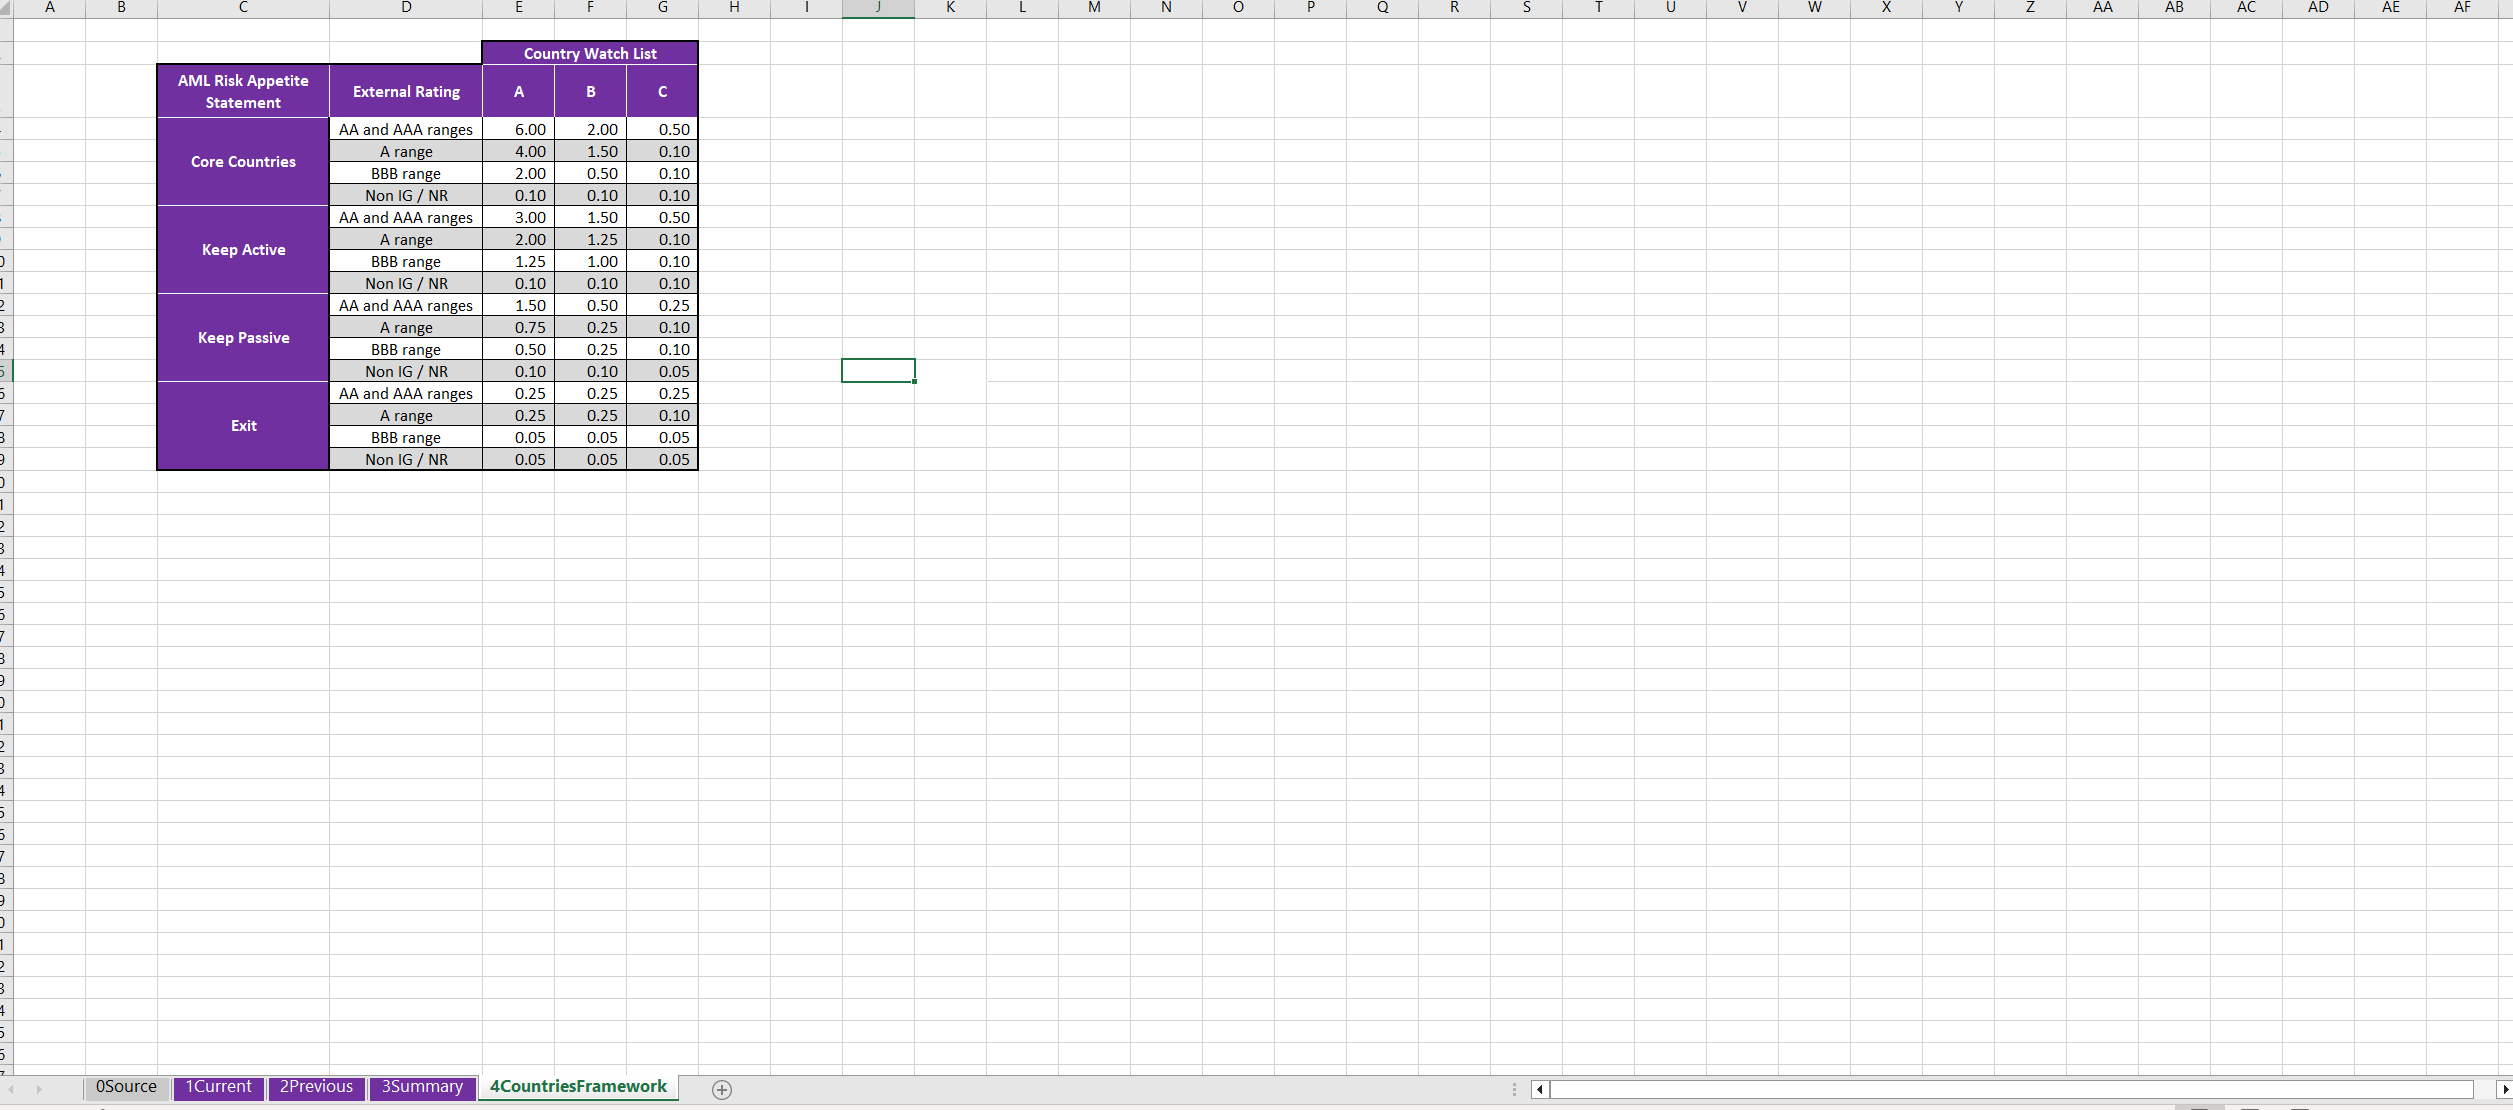 A B C D E F G H I J K L M N O P Q R S T U V W X Y Z AA AB AC AD AE AF
Country Watch List
AML Risk Appetite
Statement
External Rating A B C
Core Countries
AA and AAA ranges 6.00 2.00 0.50
A range 4.00 1.50 0.10
BBB range 2.00 0.50 0.10
Non IG / NR 0.10 0.10 0.10
Keep Active
AA and AAA ranges 3.00 1.50 0.50
A range 2.00 1.25 0.10
BBB range 1.25 1.00 0.10
Non IG / NR 0.10 0.10 0.10
Keep Passive
AA and AAA ranges 1.50 0.50 0.25
A range 0.75 0.25 0.10
BBB range 0.50 0.25 0.10
Non IG / NR 0.10 0.10 0.05
Exit
AA and AAA ranges 0.25 0.25 0.25
A range 0.25 0.25 0.10
BBB range 0.05 0.05 0.05
Non IG / NR 0.05 0.05 0.05
0Source 1Current 2Previous 3Summary 4CountriesFramework